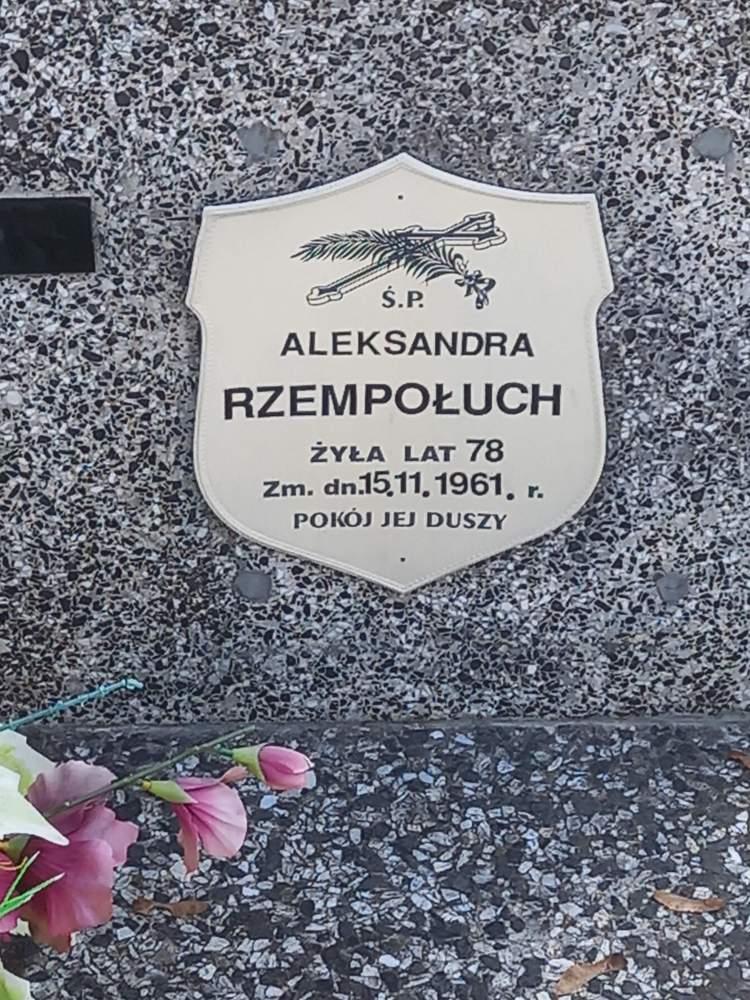 Ś.P.
ALEKSANDRA
RZEMPOŁUCH
ŻYŁA LAT 78
Zm. dn.15.11.1961. r.
POKÓJ JEJ DUSZY